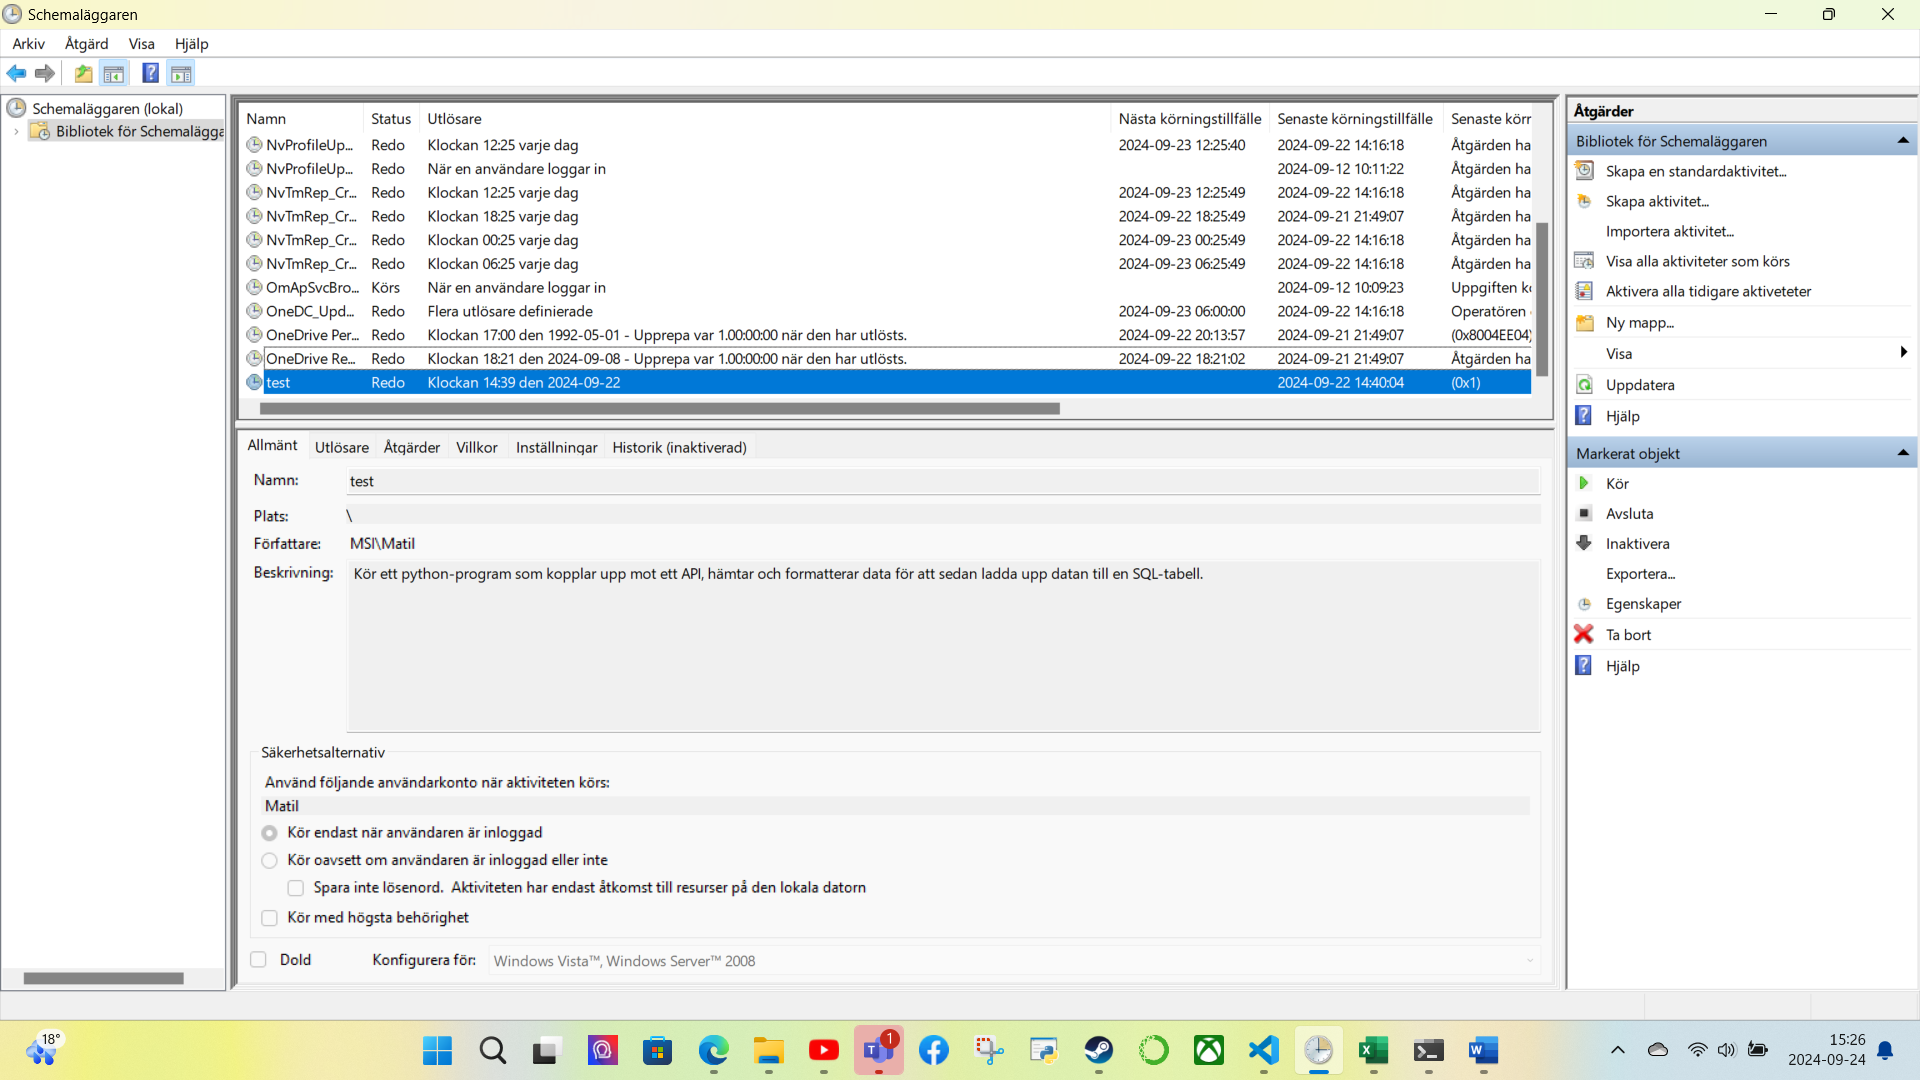 Schemaläggaren
Arkiv Åtgärd Visa Hjälp
Schemaläggaren (lokal)
Bibliotek för Schemalägga
Namn Status Utlösare Nästa körningstillfälle Senaste körningstillfälle Senaste körr
NvProfileUp... Redo Klockan 12:25 varje dag 2024-09-23 12:25:40 2024-09-22 14:16:18 Åtgärden ha
NvProfileUp... Redo När en användare loggar in 2024-09-12 10:11:22 Åtgärden ha
NvTmRep_Cr... Redo Klockan 12:25 varje dag 2024-09-23 12:25:49 2024-09-22 14:16:18 Åtgärden ha
NvTmRep_Cr... Redo Klockan 18:25 varje dag 2024-09-22 18:25:49 2024-09-21 21:49:07 Åtgärden ha
NvTmRep_Cr... Redo Klockan 00:25 varje dag 2024-09-23 00:25:49 2024-09-22 14:16:18 Åtgärden ha
NvTmRep_Cr... Redo Klockan 06:25 varje dag 2024-09-23 06:25:49 2024-09-22 14:16:18 Åtgärden ha
OmApSvcBro... Körs När en användare loggar in 2024-09-12 10:09:23 Uppgiften k
OneDC_Upd... Redo Flera utlösare definierade 2024-09-23 06:00:00 2024-09-22 14:16:18 Operatören
OneDrive Per... Redo Klockan 17:00 den 1992-05-01 - Upprepa var 1.00:00:00 när den har utlösts. 2024-09-22 20:13:57 2024-09-21 21:49:07 (0x8004EE04)
OneDrive Re... Redo Klockan 18:21 den 2024-09-08 - Upprepa var 1.00:00:00 när den har utlösts. 2024-09-22 18:21:02 2024-09-21 21:49:07 Åtgärden ha
test Redo Klockan 14:39 den 2024-09-22 2024-09-22 14:40:04 (0x1)
Allmänt Utlösare Åtgärder Villkor Inställningar Historik (inaktiverad)
Namn: test
Plats: \
Författare: MSI\Matil
Beskrivning: Kör ett python-program som kopplar upp mot ett API, hämtar och formatterar data för att sedan ladda upp datan till en SQL-tabell.
Säkerhetsalternativ
Använd följande användarkonto när aktiviteten körs:
Matil
Kör endast när användaren är inloggad
Kör oavsett om användaren är inloggad eller inte
Spara inte lösenord. Aktiviteten har endast åtkomst till resurser på den lokala datorn
Kör med högsta behörighet
Dold Konfigurera för: Windows Vista™, Windows Server™ 2008
Åtgärder
Bibliotek för Schemaläggaren
Skapa en standardaktivitet...
Skapa aktivitet...
Importera aktivitet...
Visa alla aktiviteter som körs
Aktivera alla tidigare aktiveteter
Ny mapp...
Visa
Uppdatera
Hjälp
Markerat objekt
Kör
Avsluta
Inaktivera
Exportera...
Egenskaper
Ta bort
Hjälp
18°
1
15:26
2024-09-24